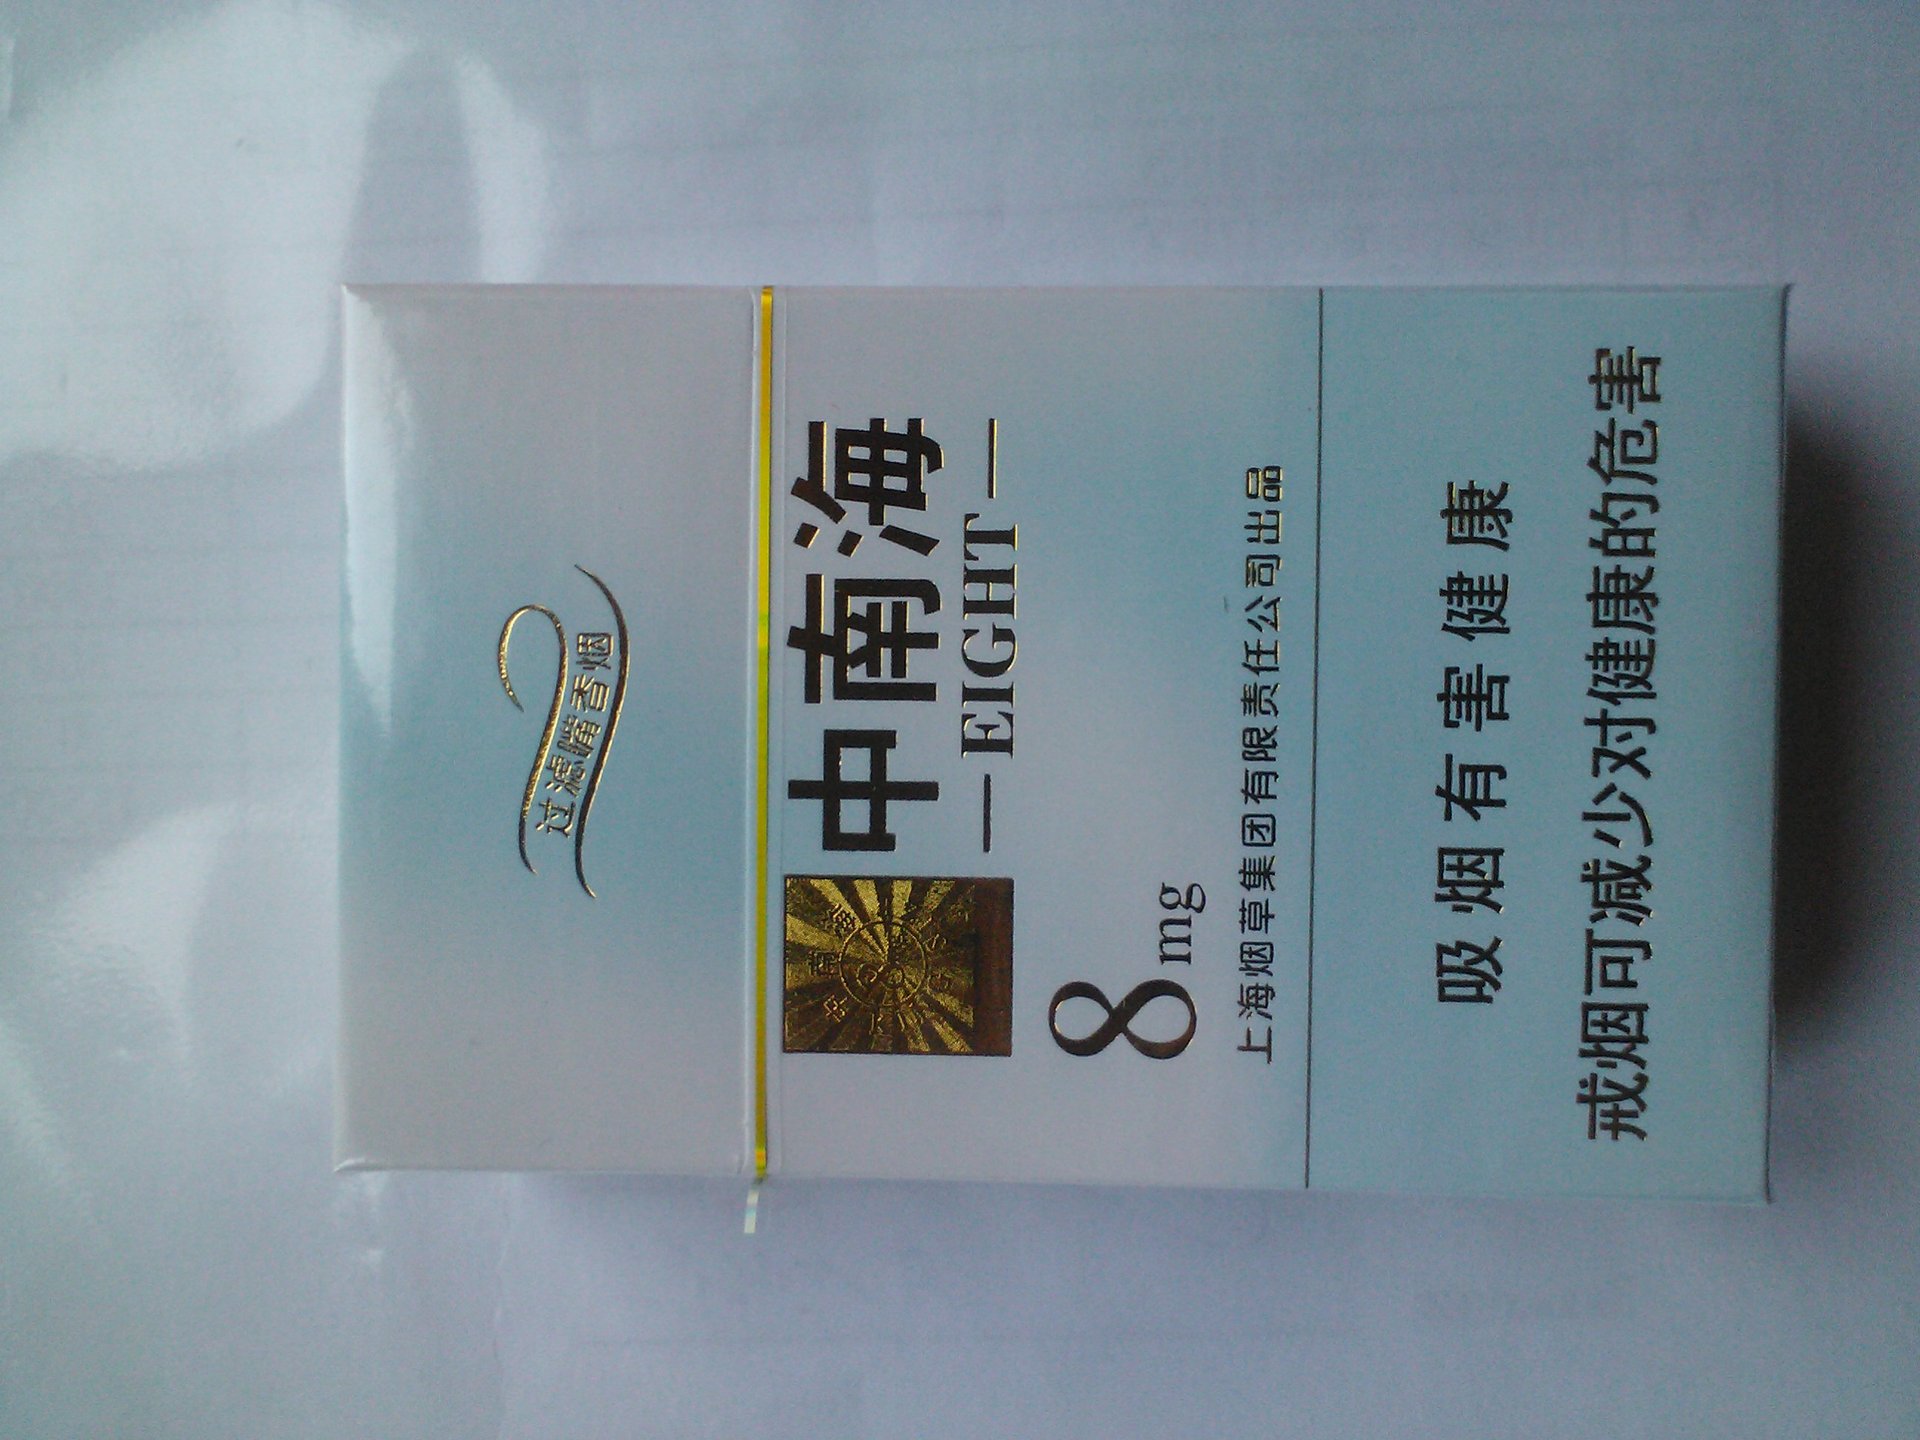 过滤嘴香烟
中南海
EIGHT
8mg
上海烟草集团有限责任公司出品
吸烟有害健康
戒烟可减少对健康的危害